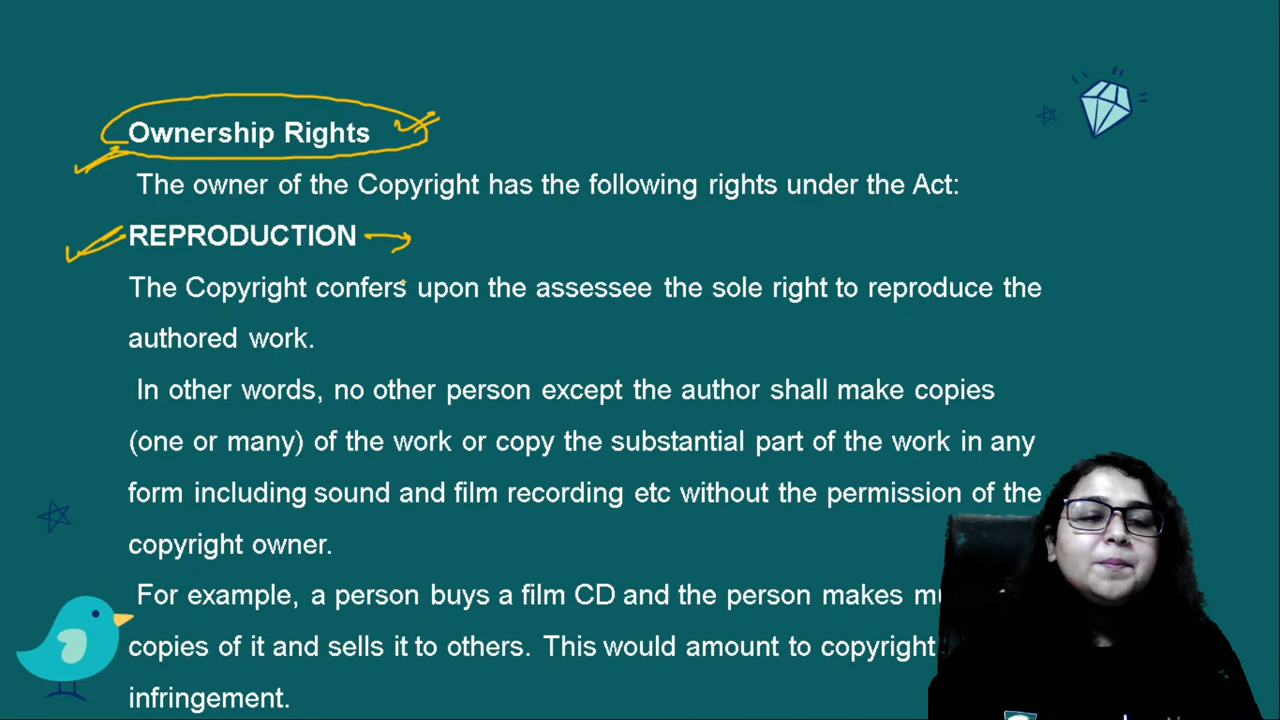 Ownership Rights
The owner of the Copyright has the following rights under the Act:
REPRODUCTION
The Copyright confers upon the assessee the sole right to reproduce the
authored work.
In other words, no other person except the author shall make copies
(one or many) of the work or copy the substantial part of the work in any
form including sound and film recording etc without the permission of the
copyright owner.
For example, a person buys a film CD and the person makes
copies of it and sells it to others. This would amount to copyright
infringement.